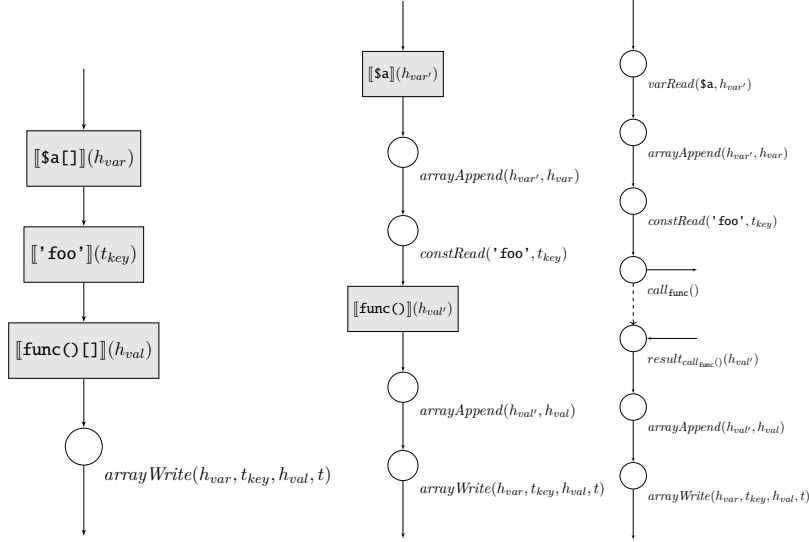 ⟦$a[]⟧(h_var)
⟦'foo'⟧(t_key)
⟦func()[]⟧(h_val)
arrayWrite(h_var, t_key, h_val, t)
⟦$a⟧(h_var′)
arrayAppend(h_var′, h_var)
constRead('foo', t_key)
⟦func()⟧(h_val′)
arrayAppend(h_val′, h_val)
arrayWrite(h_var, t_key, h_val, t)
varRead($a, h_var′)
arrayAppend(h_var′, h_var)
constRead('foo', t_key)
call_func()
result_call_func()(h_val′)
arrayAppend(h_val′, h_val)
arrayWrite(h_var, t_key, h_val, t)